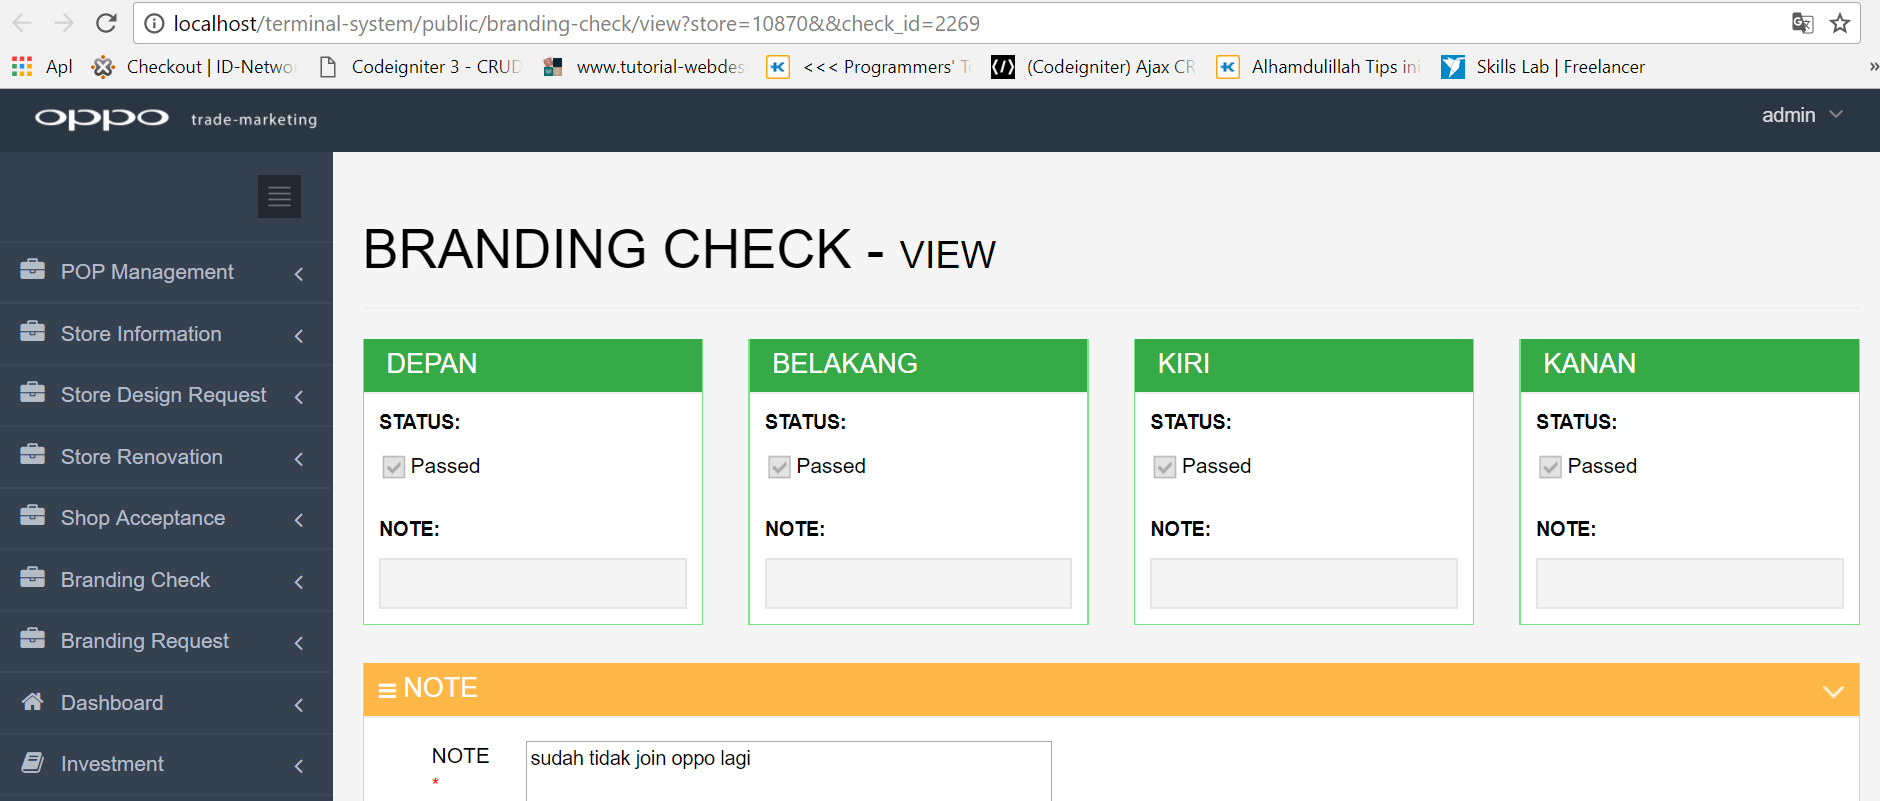 localhost/terminal-system/public/branding-check/view?store=10870&&check_id=2269
Apl Checkout | ID-Netwo Codeigniter 3 - CRUD www.tutorial-webdes <<< Programmers' T (Codeigniter) Ajax CR Alhamdulillah Tips ini Skills Lab | Freelancer »
oppo trade-marketing admin
POP Management
Store Information
Store Design Request
Store Renovation
Shop Acceptance
Branding Check
Branding Request
Dashboard
Investment
BRANDING CHECK - VIEW
DEPAN
STATUS:
Passed
NOTE:
BELAKANG
STATUS:
Passed
NOTE:
KIRI
STATUS:
Passed
NOTE:
KANAN
STATUS:
Passed
NOTE:
NOTE
NOTE
*
sudah tidak join oppo lagi